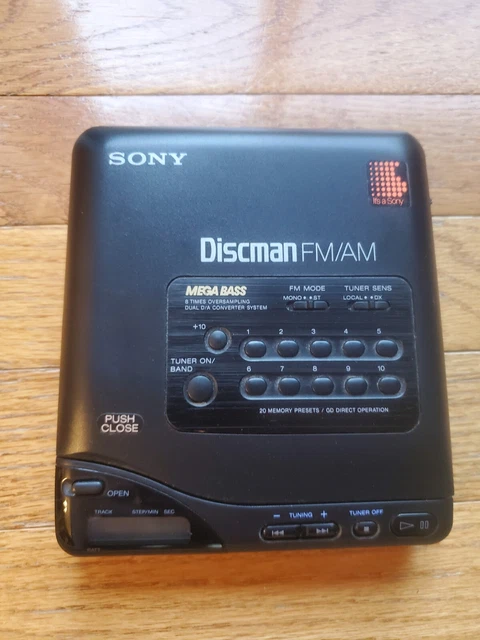 SONY
It's a Sony
Discman FM/AM
MEGA BASS
8 TIMES OVERSAMPLING
DUAL D/A CONVERTER SYSTEM
FM MODE
MONO ST
TUNER SENS
LOCAL DX
+10
1 2 3 4 5
TUNER ON/
BAND
6 7 8 9 10
20 MEMORY PRESETS / QD DIRECT OPERATION
PUSH
CLOSE
OPEN
TRACK STEP/MIN SEC
− TUNING +
TUNER OFF